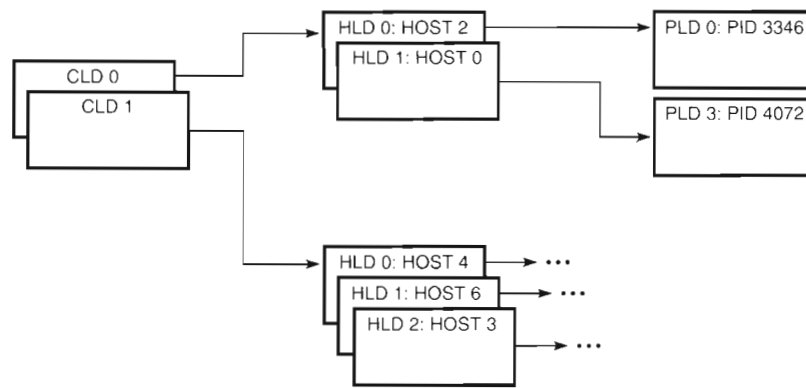 HLD 0: HOST 2
PLD 0: PID 3346
HLD 1: HOST 0
CLD 0
CLD 1
PLD 3: PID 4072
HLD 0: HOST 4
•••
HLD 1: HOST 6
•••
HLD 2: HOST 3
•••